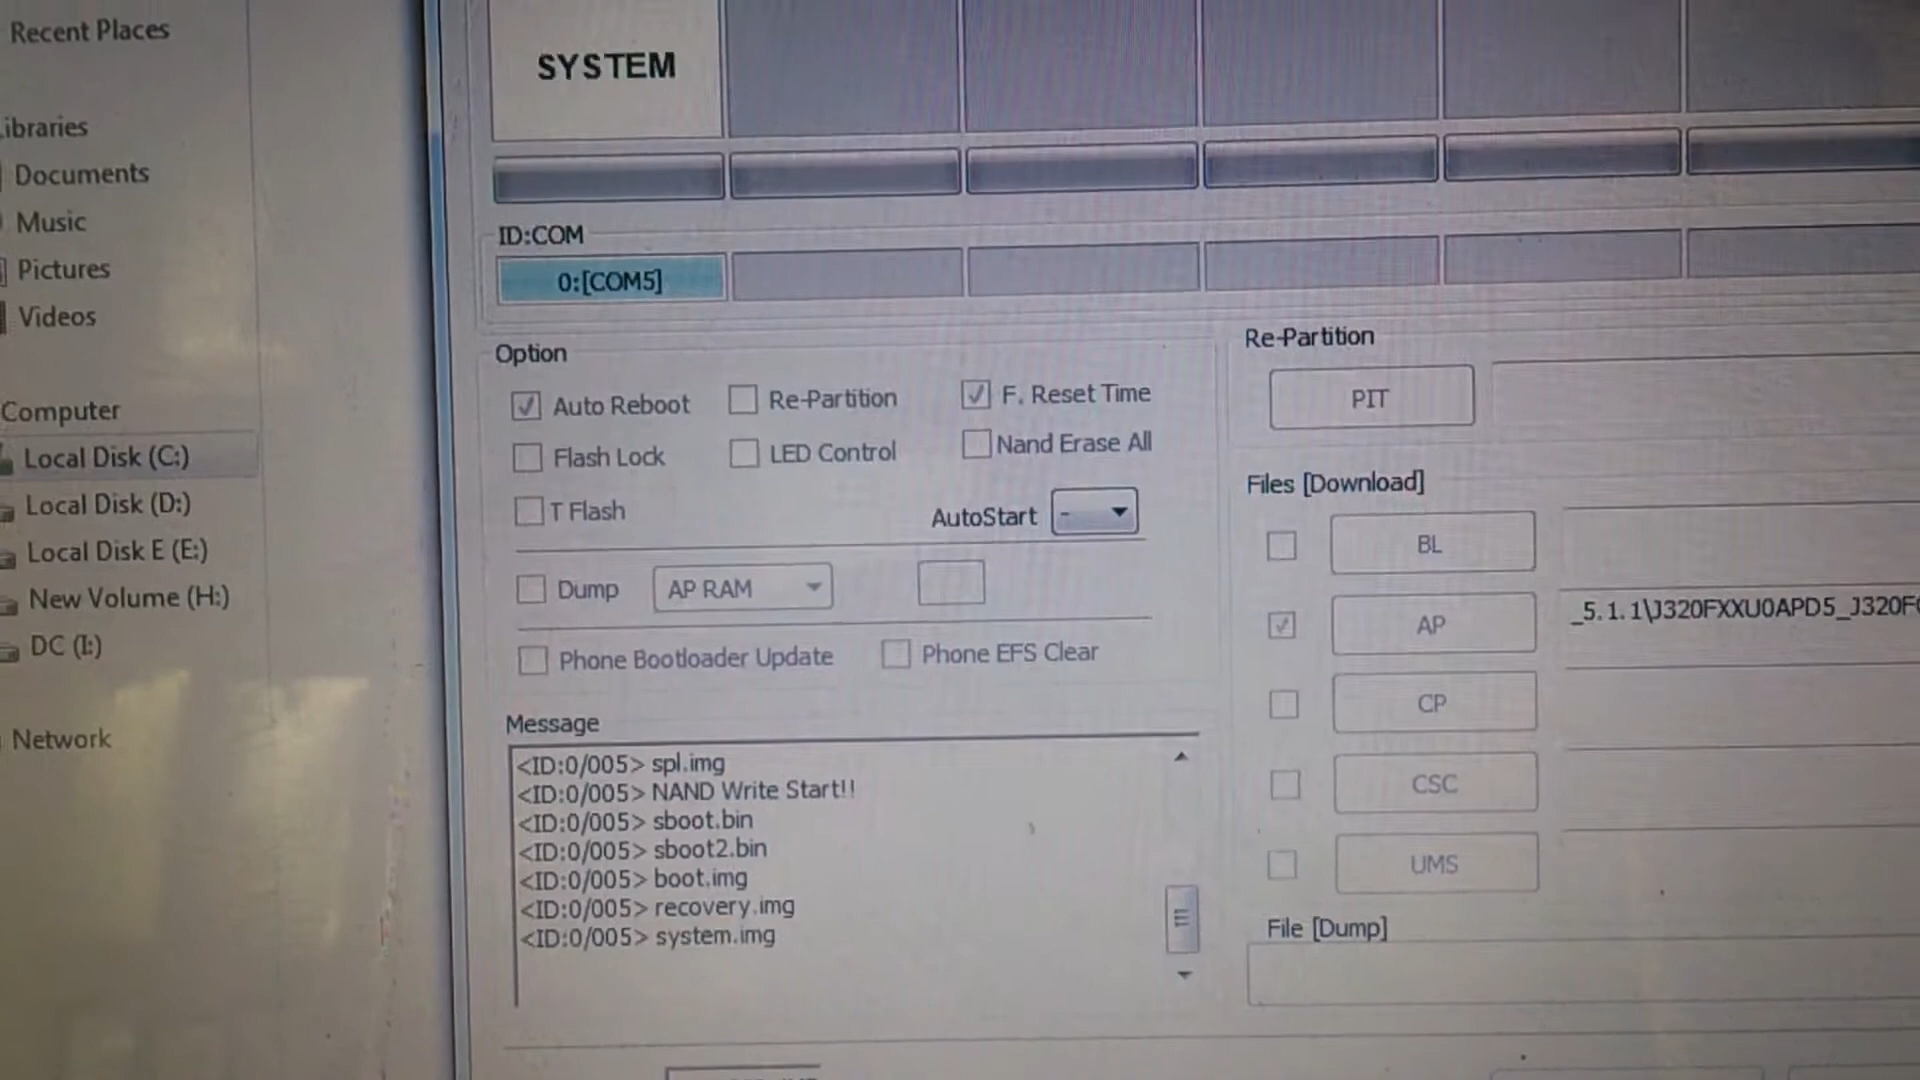 Recent Places
Libraries
Documents
Music
Pictures
Videos
Computer
Local Disk (C:)
Local Disk (D:)
Local Disk E (E:)
New Volume (H:)
DC (I:)
Network
SYSTEM
ID:COM
0:[COM5]
Option
Auto Reboot
Re-Partition
F. Reset Time
Flash Lock
LED Control
Nand Erase All
T Flash
AutoStart -
Dump
AP RAM
Phone Bootloader Update
Phone EFS Clear
Message
<ID:0/005> spl.img
<ID:0/005> NAND Write Start!!
<ID:0/005> sboot.bin
<ID:0/005> sboot2.bin
<ID:0/005> boot.img
<ID:0/005> recovery.img
<ID:0/005> system.img
Re-Partition
PIT
Files [Download]
BL
AP
_5.1.1\J320FXXU0APD5_J320F
CP
CSC
UMS
File [Dump]